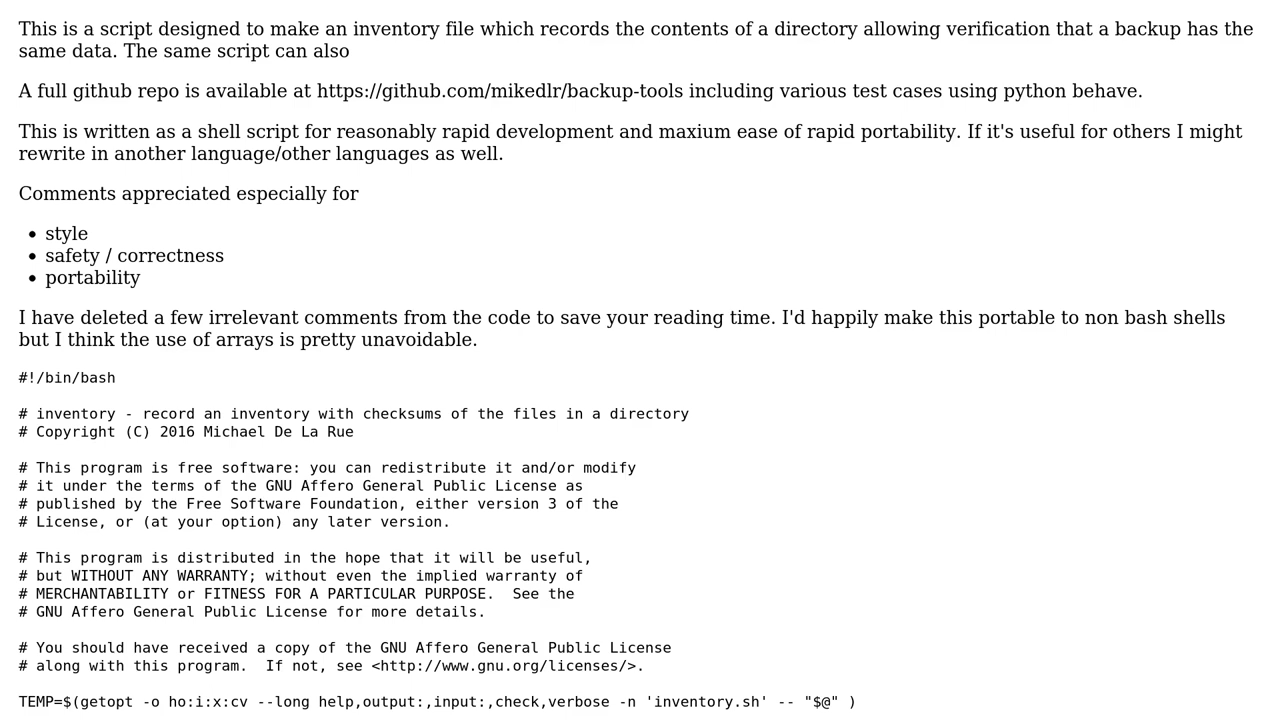 This is a script designed to make an inventory file which records the contents of a directory allowing verification that a backup has the
same data. The same script can also
A full github repo is available at https://github.com/mikedlr/backup-tools including various test cases using python behave.
This is written as a shell script for reasonably rapid development and maxium ease of rapid portability. If it's useful for others I might
rewrite in another language/other languages as well.
Comments appreciated especially for
• style
• safety / correctness
• portability
I have deleted a few irrelevant comments from the code to save your reading time. I'd happily make this portable to non bash shells
but I think the use of arrays is pretty unavoidable.
#!/bin/bash
# inventory - record an inventory with checksums of the files in a directory
# Copyright (C) 2016 Michael De La Rue
# This program is free software: you can redistribute it and/or modify
# it under the terms of the GNU Affero General Public License as
# published by the Free Software Foundation, either version 3 of the
# License, or (at your option) any later version.
# This program is distributed in the hope that it will be useful,
# but WITHOUT ANY WARRANTY; without even the implied warranty of
# MERCHANTABILITY or FITNESS FOR A PARTICULAR PURPOSE.  See the
# GNU Affero General Public License for more details.
# You should have received a copy of the GNU Affero General Public License
# along with this program.  If not, see <http://www.gnu.org/licenses/>.
TEMP=$(getopt -o ho:i:x:cv --long help,output:,input:,check,verbose -n 'inventory.sh' -- "$@" )